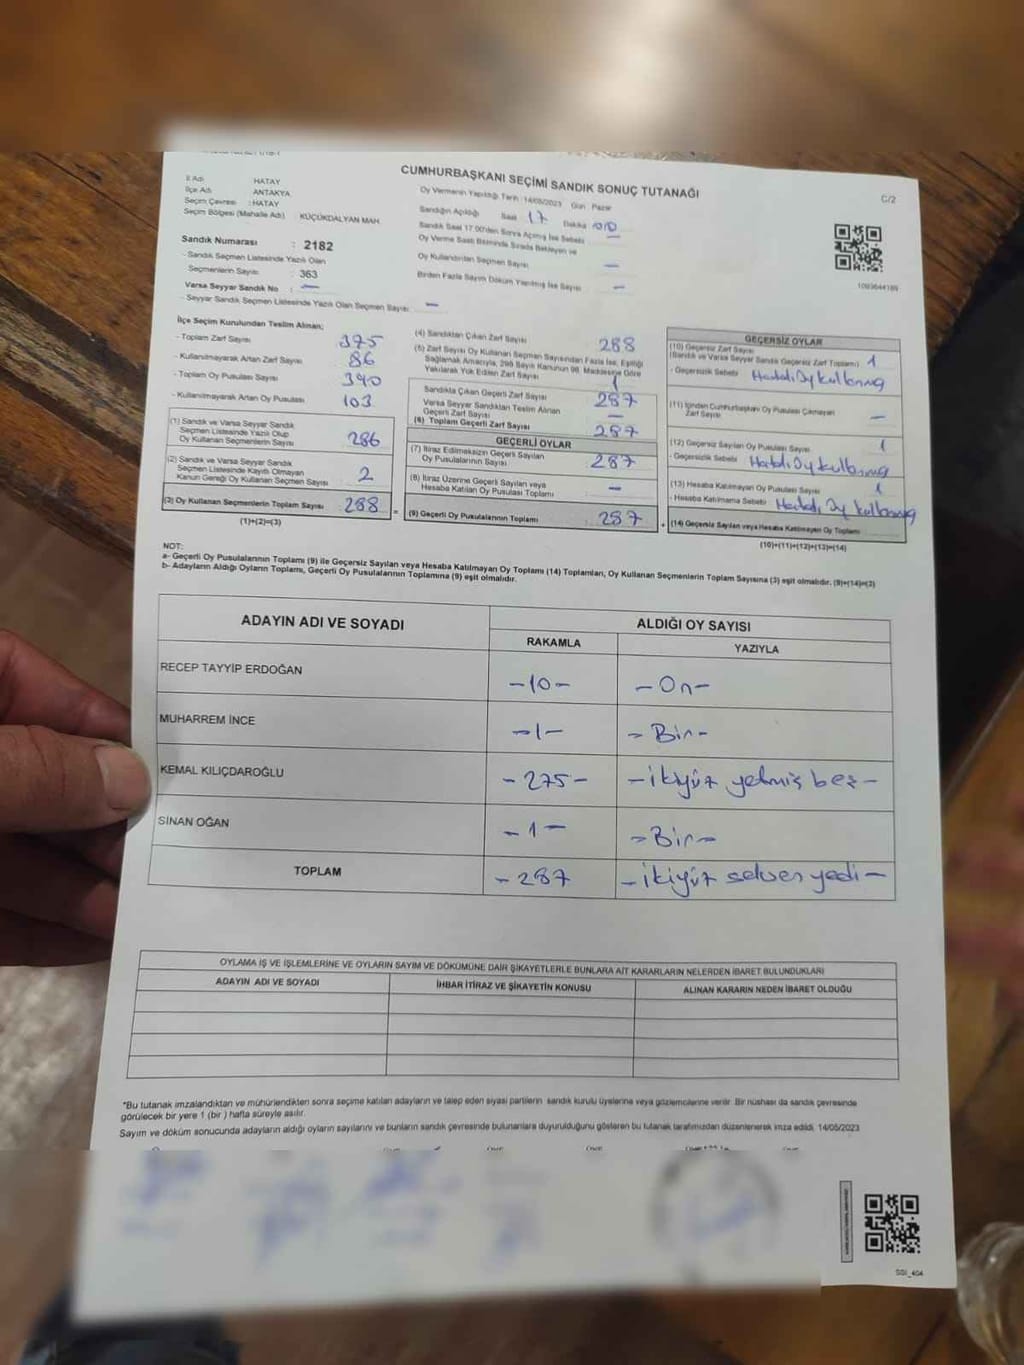 CUMHURBAŞKANI SEÇİMİ SANDIK SONUÇ TUTANAĞI
C/2
İl Adı HATAY
İlçe Adı ANTAKYA
Seçim Çevresi : HATAY
Seçim Bölgesi (Mahalle Adı) KÜÇÜKDALYAN MAH.
Sandık Numarası : 2182
- Sandık Seçmen Listesinde Yazılı Olan
Seçmenlerin Sayısı : 363
Varsa Seyyar Sandık No : —
- Seyyar Sandık Seçmen Listesinde Yazılı Olan Seçmen Sayısı —
Oy Vermenin Yapıldığı Tarih :14/05/2023 Gün : Pazar
Sandığın Açıldığı Saat 17 Dakika 00
Sandık Saat 17:00'den Sonra Açılmış İse Sebebi —
Oy Verme Saati Bitiminde Sırada Bekleyen ve
Oy Kullandırılan Seçmen Sayısı —
Birden Fazla Sayım Döküm Yapılmış İse Sayısı —
1093644189
İlçe Seçim Kurulundan Teslim Alınan;
- Toplam Zarf Sayısı 375
- Kullanılmayarak Artan Zarf Sayısı 86
- Toplam Oy Pusulası Sayısı 390
- Kullanılmayarak Artan Oy Pusulası 103
(1) Sandık ve Varsa Seyyar Sandık
Seçmen Listesinde Yazılı Olup
Oy Kullanan Seçmenlerin Sayısı 286
(2) Sandık ve Varsa Seyyar Sandık
Seçmen Listesinde Kayıtlı Olmayan
Kanun Gereği Oy Kullanan Seçmen Sayısı 2
(3) Oy Kullanan Seçmenlerin Toplam Sayısı 288
(1)+(2)=(3)
(4) Sandıktan Çıkan Zarf Sayısı 288
(5) Zarf Sayısı Oy Kullanan Seçmen Sayısından Fazla İse, Eşitliği
Sağlamak Amacıyla, 298 Sayılı Kanunun 98. Maddesine Göre
Yakılarak Yok Edilen Zarf Sayısı 1
Sandıkta Çıkan Geçerli Zarf Sayısı 287
Varsa Seyyar Sandıktan Teslim Alınan
Geçerli Zarf Sayısı —
(6) Toplam Geçerli Zarf Sayısı 287
GEÇERLİ OYLAR
(7) İtiraz Edilmeksizin Geçerli Sayılan
Oy Pusulalarının Sayısı 287
(8) İtiraz Üzerine Geçerli Sayılan veya
Hesaba Katılan Oy Pusulası Toplamı —
(9) Geçerli Oy Pusulalarının Toplamı 287
GEÇERSİZ OYLAR
(10) Geçersiz Zarf Sayısı
(Sandık ve Varsa Seyyar Sandık Geçersiz Zarf Toplamı) 1
- Geçersizlik Sebebi Hatalı Oy kullanmış
(11) İçinden Cumhurbaşkanı Oy Pusulası Çıkmayan
Zarf Sayısı —
(12) Geçersiz Sayılan Oy Pusulası Sayısı 1
- Geçersizlik Sebebi Hatalı Oy kullanmış
(13) Hesaba Katılmayan Oy Pusulası Sayısı 1
- Hesaba Katılmama Sebebi Hatalı Oy kullanmış
(14) Geçersiz Sayılan veya Hesaba Katılmayan Oy Toplamı
(10)+(11)+(12)+(13)=(14)
NOT:
a- Geçerli Oy Pusulalarının Toplamı (9) ile Geçersiz Sayılan veya Hesaba Katılmayan Oy Toplamı (14) Toplamları, Oy Kullanan Seçmenlerin Toplam Sayısına (3) eşit olmalıdır. (9)+(14)=(3)
b- Adayların Aldığı Oyların Toplamı, Geçerli Oy Pusulalarının Toplamına (9) eşit olmalıdır.
ADAYIN ADI VE SOYADI ALDIĞI OY SAYISI
RAKAMLA YAZIYLA
RECEP TAYYİP ERDOĞAN -10- -On-
MUHARREM İNCE -1- -Bir-
KEMAL KILIÇDAROĞLU -275- -ikiyüz yetmiş beş-
SİNAN OĞAN -1- -Bir-
TOPLAM -287 -ikiyüz seksen yedi-
OYLAMA İŞ VE İŞLEMLERİNE VE OYLARIN SAYIM VE DÖKÜMÜNE DAİR ŞİKAYETLERLE BUNLARA AİT KARARLARIN NELERDEN İBARET BULUNDUKLARI
ADAYIN ADI VE SOYADI İHBAR İTİRAZ VE ŞİKAYETİN KONUSU ALINAN KARARIN NEDEN İBARET OLDUĞU
*Bu tutanak imzalandıktan ve mühürlendikten sonra seçime katılan adayların ve talep eden siyasi partilerin sandık kurulu üyelerine veya gözlemcilerine verilir. Bir nüshası da sandık çevresinde
görülecek bir yere 1 (bir ) hafta süreyle asılır.
Sayım ve döküm sonucunda adayların aldığı oyların sayılarını ve bunların sandık çevresinde bulunanlara duyurulduğunu gösteren bu tutanak tarafımızdan düzenlenerek imza edildi. 14/05/2023
SSI_404